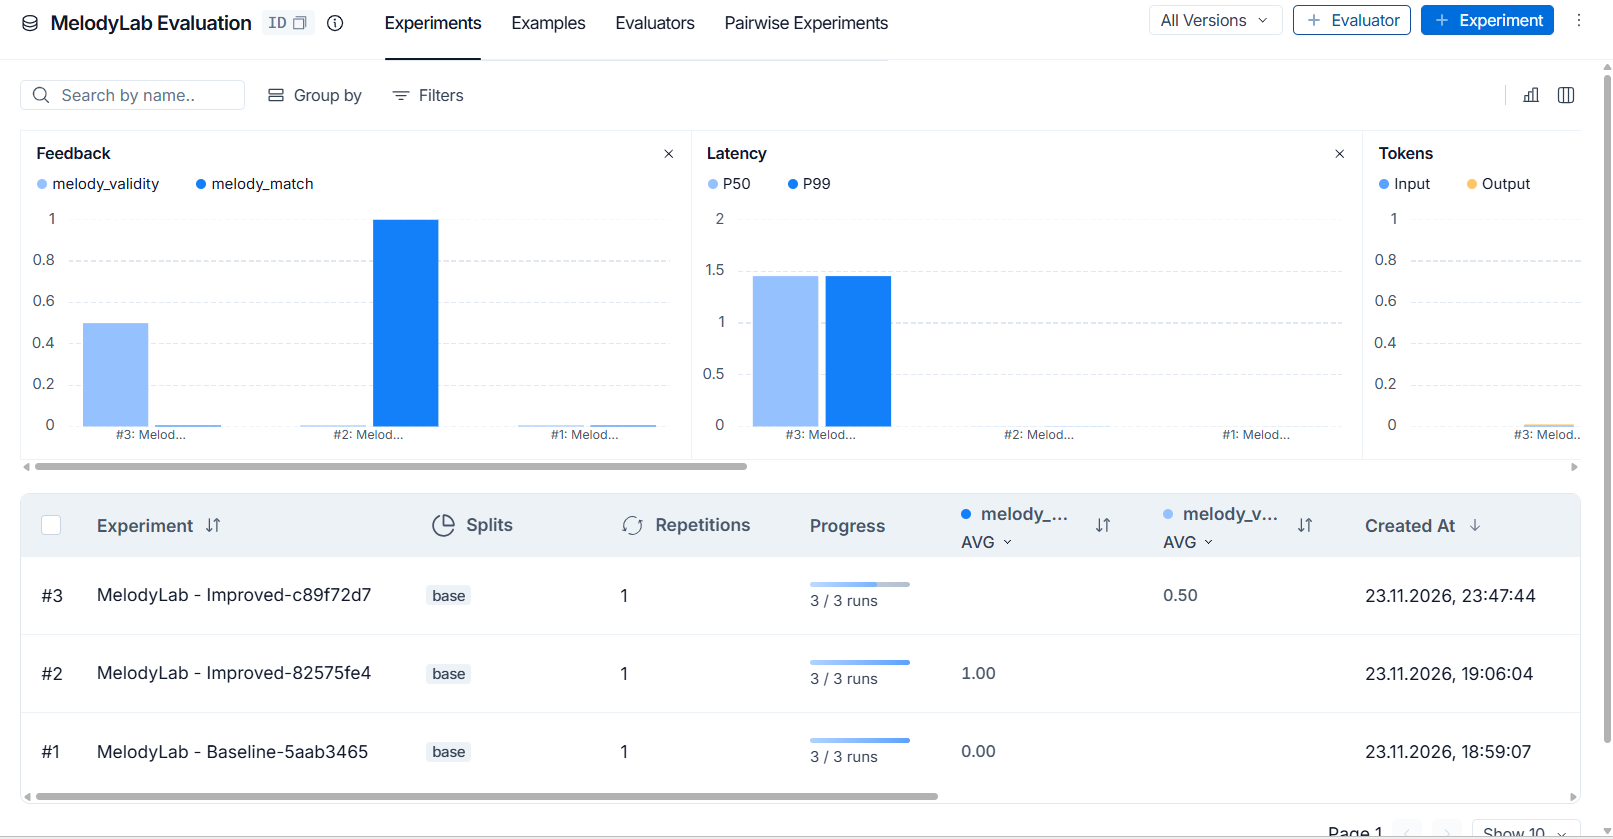 MelodyLab Evaluation ID Experiments Examples Evaluators Pairwise Experiments All Versions + Evaluator + Experiment
Search by name.. Group by Filters
Feedback
melody_validity melody_match
1
0.8
0.6
0.4
0.2
0
#3: Melod... #2: Melod... #1: Melod...
Latency
P50 P99
2
1.5
1
0.5
0
#3: Melod... #2: Melod... #1: Melod...
Tokens
Input Output
1
0.8
0.6
0.4
0.2
0
#3: Melod..
Experiment Splits Repetitions Progress melody_... AVG melody_v... AVG Created At
#3 MelodyLab - Improved-c89f72d7 base 1 3 / 3 runs 0.50 23.11.2026, 23:47:44
#2 MelodyLab - Improved-82575fe4 base 1 3 / 3 runs 1.00 23.11.2026, 19:06:04
#1 MelodyLab - Baseline-5aab3465 base 1 3 / 3 runs 0.00 23.11.2026, 18:59:07
Page 1 Show 10